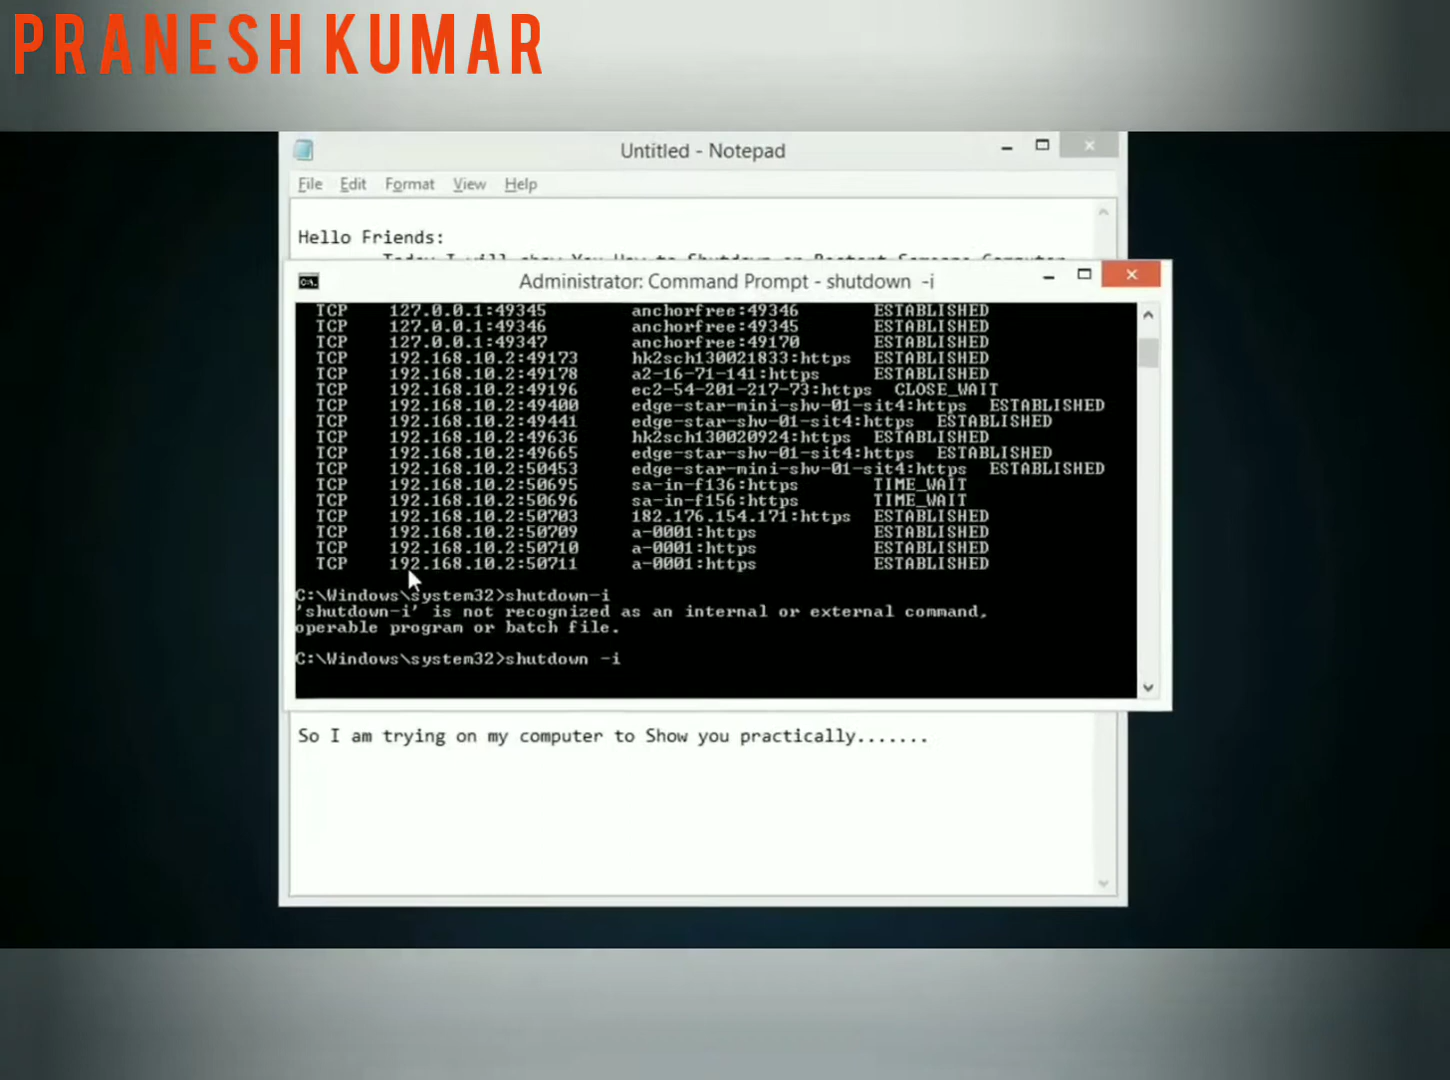 PRANESH KUMAR
Untitled - Notepad
File Edit Format View Help
Hello Friends:
Today I will show You How to Shutdown or Restart Someone Computer
Administrator: Command Prompt - shutdown  -i
TCP 127.0.0.1:49345 anchorfree:49346 ESTABLISHED
TCP 127.0.0.1:49346 anchorfree:49345 ESTABLISHED
TCP 127.0.0.1:49347 anchorfree:49170 ESTABLISHED
TCP 192.168.10.2:49173 hk2sch130021833:https ESTABLISHED
TCP 192.168.10.2:49178 a2-16-71-141:https ESTABLISHED
TCP 192.168.10.2:49196 ec2-54-201-217-73:https CLOSE_WAIT
TCP 192.168.10.2:49400 edge-star-mini-shv-01-sit4:https ESTABLISHED
TCP 192.168.10.2:49441 edge-star-shv-01-sit4:https ESTABLISHED
TCP 192.168.10.2:49636 hk2sch130020924:https ESTABLISHED
TCP 192.168.10.2:49665 edge-star-shv-01-sit4:https ESTABLISHED
TCP 192.168.10.2:50453 edge-star-mini-shv-01-sit4:https ESTABLISHED
TCP 192.168.10.2:50695 sa-in-f136:https TIME_WAIT
TCP 192.168.10.2:50696 sa-in-f156:https TIME_WAIT
TCP 192.168.10.2:50703 182.176.154.171:https ESTABLISHED
TCP 192.168.10.2:50709 a-0001:https ESTABLISHED
TCP 192.168.10.2:50710 a-0001:https ESTABLISHED
TCP 192.168.10.2:50711 a-0001:https ESTABLISHED
C:\Windows\system32>shutdown-i
'shutdown-i' is not recognized as an internal or external command,
operable program or batch file.
C:\Windows\system32>shutdown -i
So I am trying on my computer to Show you practically.......